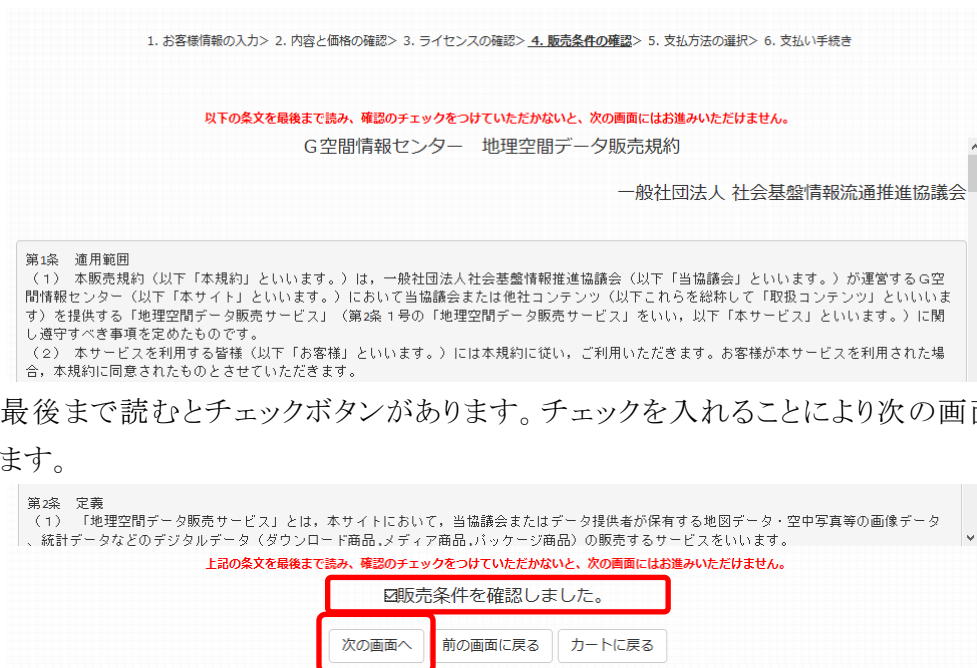 1. お客様情報の入力> 2. 内容と価格の確認> 3. ライセンスの確認> 4. 販売条件の確認> 5. 支払方法の選択> 6. 支払い手続き
以下の条文を最後まで読み、確認のチェックをつけていただかないと、次の画面にはお進みいただけません。
Ｇ空間情報センター　地理空間データ販売規約
一般社団法人 社会基盤情報流通推進協議会
第1条　適用範囲
（１）　本販売規約（以下「本規約」といいます。）は，一般社団法人社会基盤情報推進協議会（以下「当協議会」といいます。）が運営するＧ空
間情報センター（以下「本サイト」といいます。）において当協議会または他社コンテンツ（以下これらを総称して「取扱コンテンツ」といいいま
す）を提供する「地理空間データ販売サービス」（第2条１号の「地理空間データ販売サービス」をいい，以下「本サービス」といいます。）に関
し遵守すべき事項を定めたものです。
（２）　本サービスを利用する皆様（以下「お客様」といいます。）には本規約に従い，ご利用いただきます。お客様が本サービスを利用された場
合，本規約に同意されたものとさせていただきます。
最後まで読むとチェックボタンがあります。チェックを入れることにより次の画
ます。
第2条　定義
（１）　「地理空間データ販売サービス」とは，本サイトにおいて，当協議会またはデータ提供者が保有する地図データ・空中写真等の画像データ
、統計データなどのデジタルデータ（ダウンロード商品,メディア商品,パッケージ商品）の販売するサービスをいいます。
上記の条文を最後まで読み、確認のチェックをつけていただかないと、次の画面にはお進みいただけません。
☑販売条件を確認しました。
次の画面へ 前の画面に戻る カートに戻る